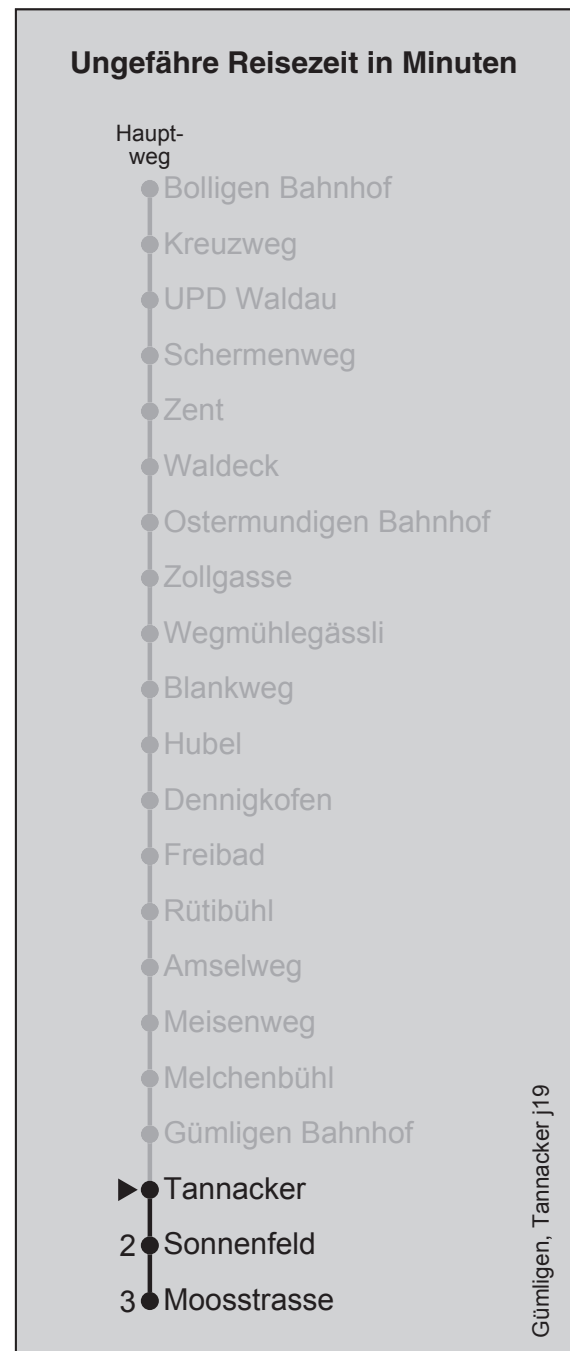 Ungefähre Reisezeit in Minuten
Haupt-
weg
Bolligen Bahnhof
Kreuzweg
UPD Waldau
Schermenweg
Zent
Waldeck
Ostermundigen Bahnhof
Zollgasse
Wegmühlegässli
Blankweg
Hubel
Dennigkofen
Freibad
Rütibühl
Amselweg
Meisenweg
Melchenbühl
Gümligen Bahnhof
Tannacker
2 Sonnenfeld
3 Moosstrasse
Gümligen, Tannacker j19